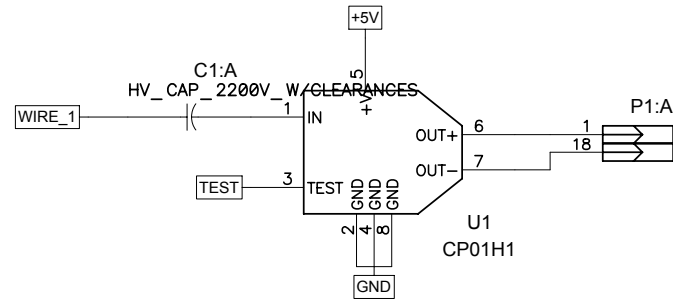 +5V
C1:A
HV_CAP_2200V_W/CLEARANCES
5
+V
WIRE_1
1
IN
P1:A
OUT+
6
1
18
OUT-
7
TEST
3
TEST
GND
GND
GND
2
4
8
U1
CP01H1
GND